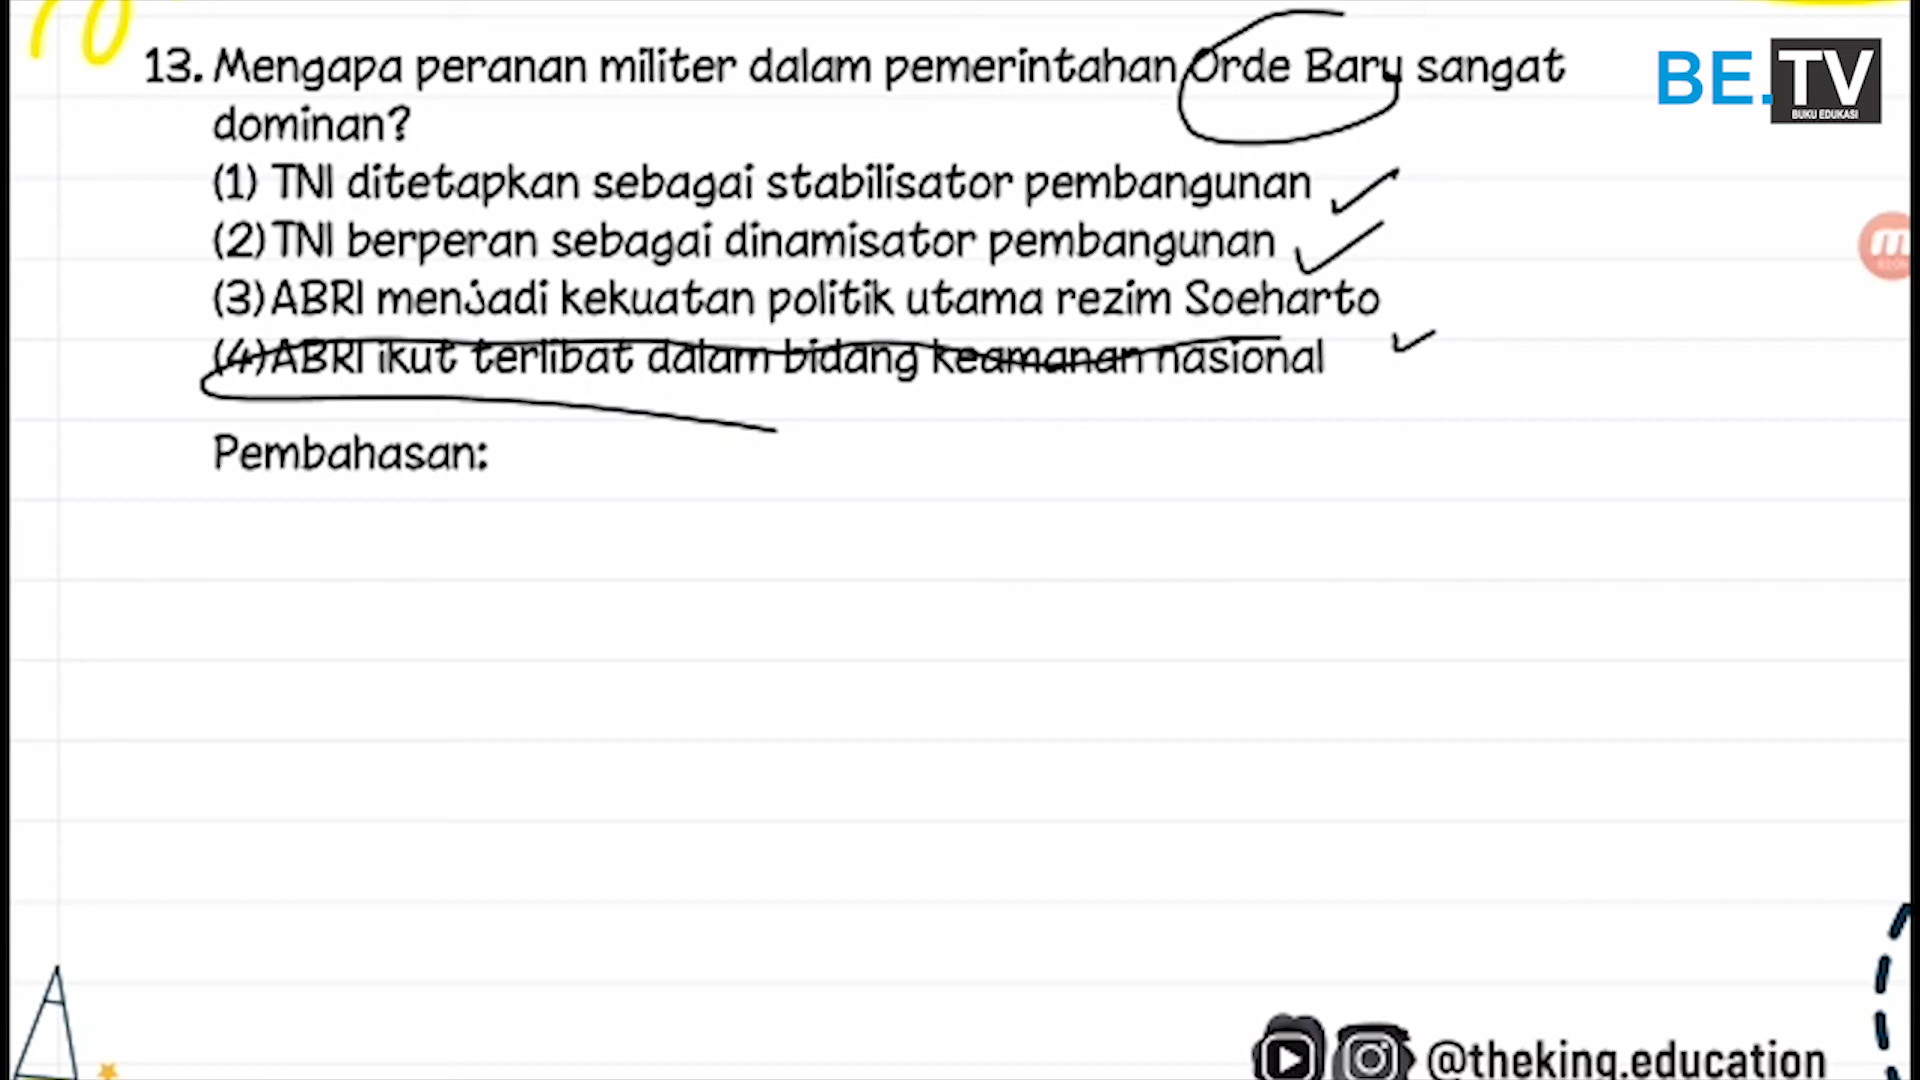 13. Mengapa peranan militer dalam pemerintahan Orde Baru sangat
dominan?
(1) TNI ditetapkan sebagai stabilisator pembangunan
(2) TNI berperan sebagai dinamisator pembangunan
(3) ABRI menjadi kekuatan politik utama rezim Soeharto
(4) ABRI ikut terlibat dalam bidang keamanan nasional
Pembahasan:
BE.TV
BUKU EDUKASI
@theking.education